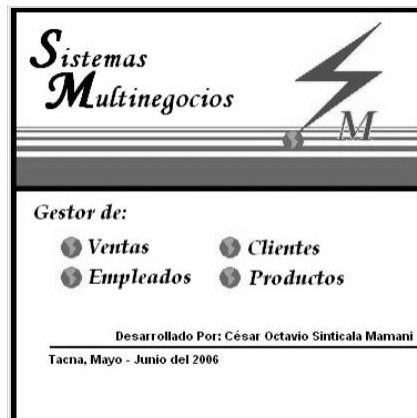 Sistemas
Multinegocios
M
Gestor de:
Ventas Clientes
Empleados Productos
Desarrollado Por: César Octavio Sinticala Mamani
Tacna, Mayo - Junio del 2006